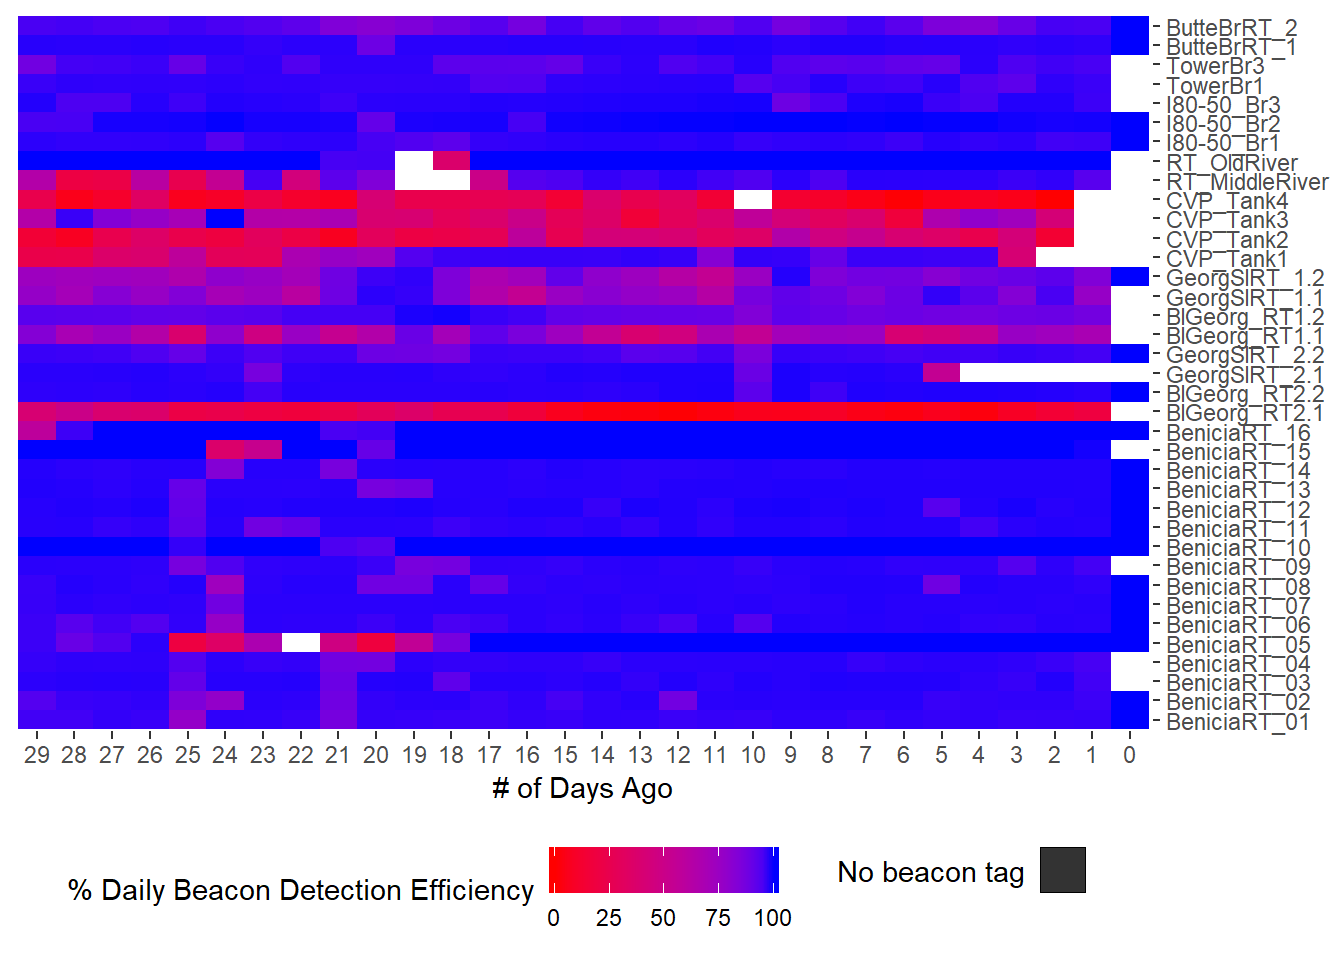 ButteBrRT_2
ButteBrRT_1
TowerBr3
TowerBr1
I80-50_Br3
I80-50_Br2
I80-50_Br1
RT_OldRiver
RT_MiddleRiver
CVP_Tank4
CVP_Tank3
CVP_Tank2
CVP_Tank1
GeorgSlRT_1.2
GeorgSlRT_1.1
BlGeorg_RT1.2
BlGeorg_RT1.1
GeorgSlRT_2.2
GeorgSlRT_2.1
BlGeorg_RT2.2
BlGeorg_RT2.1
BeniciaRT_16
BeniciaRT_15
BeniciaRT_14
BeniciaRT_13
BeniciaRT_12
BeniciaRT_11
BeniciaRT_10
BeniciaRT_09
BeniciaRT_08
BeniciaRT_07
BeniciaRT_06
BeniciaRT_05
BeniciaRT_04
BeniciaRT_03
BeniciaRT_02
BeniciaRT_01
29 28 27 26 25 24 23 22 21 20 19 18 17 16 15 14 13 12 11 10 9 8 7 6 5 4 3 2 1 0
# of Days Ago
% Daily Beacon Detection Efficiency
0 25 50 75 100
No beacon tag